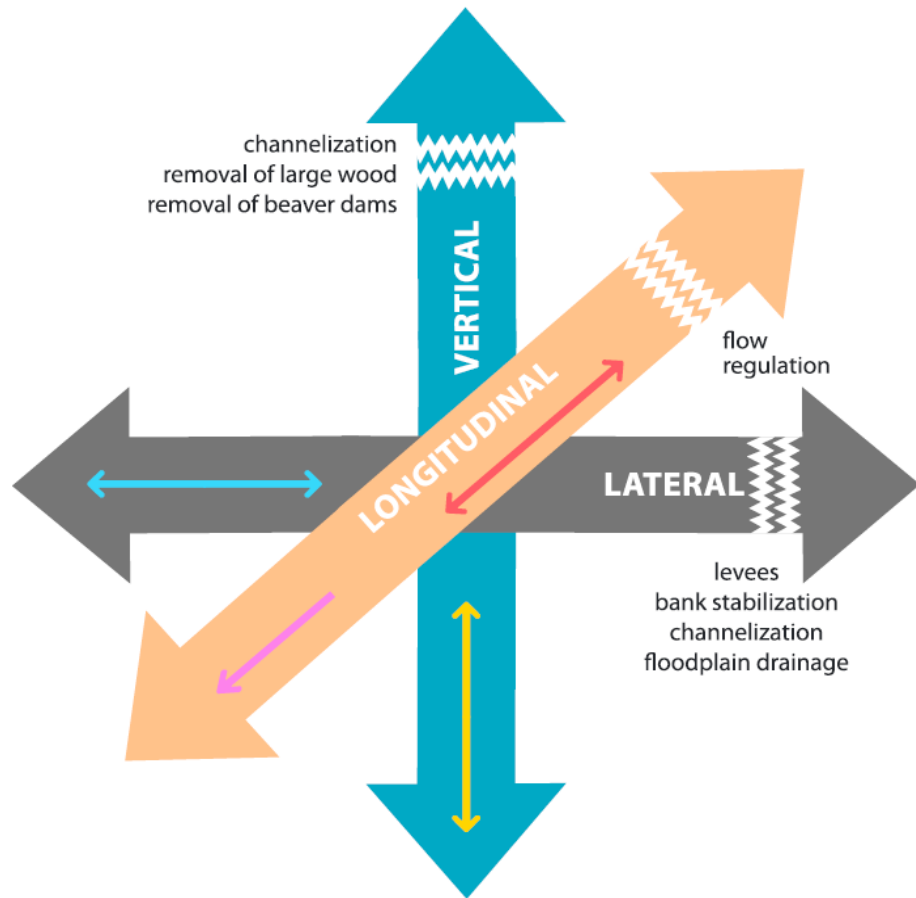 channelization
removal of large wood
removal of beaver dams
VERTICAL
flow
regulation
LONGITUDINAL
LATERAL
levees
bank stabilization
channelization
floodplain drainage